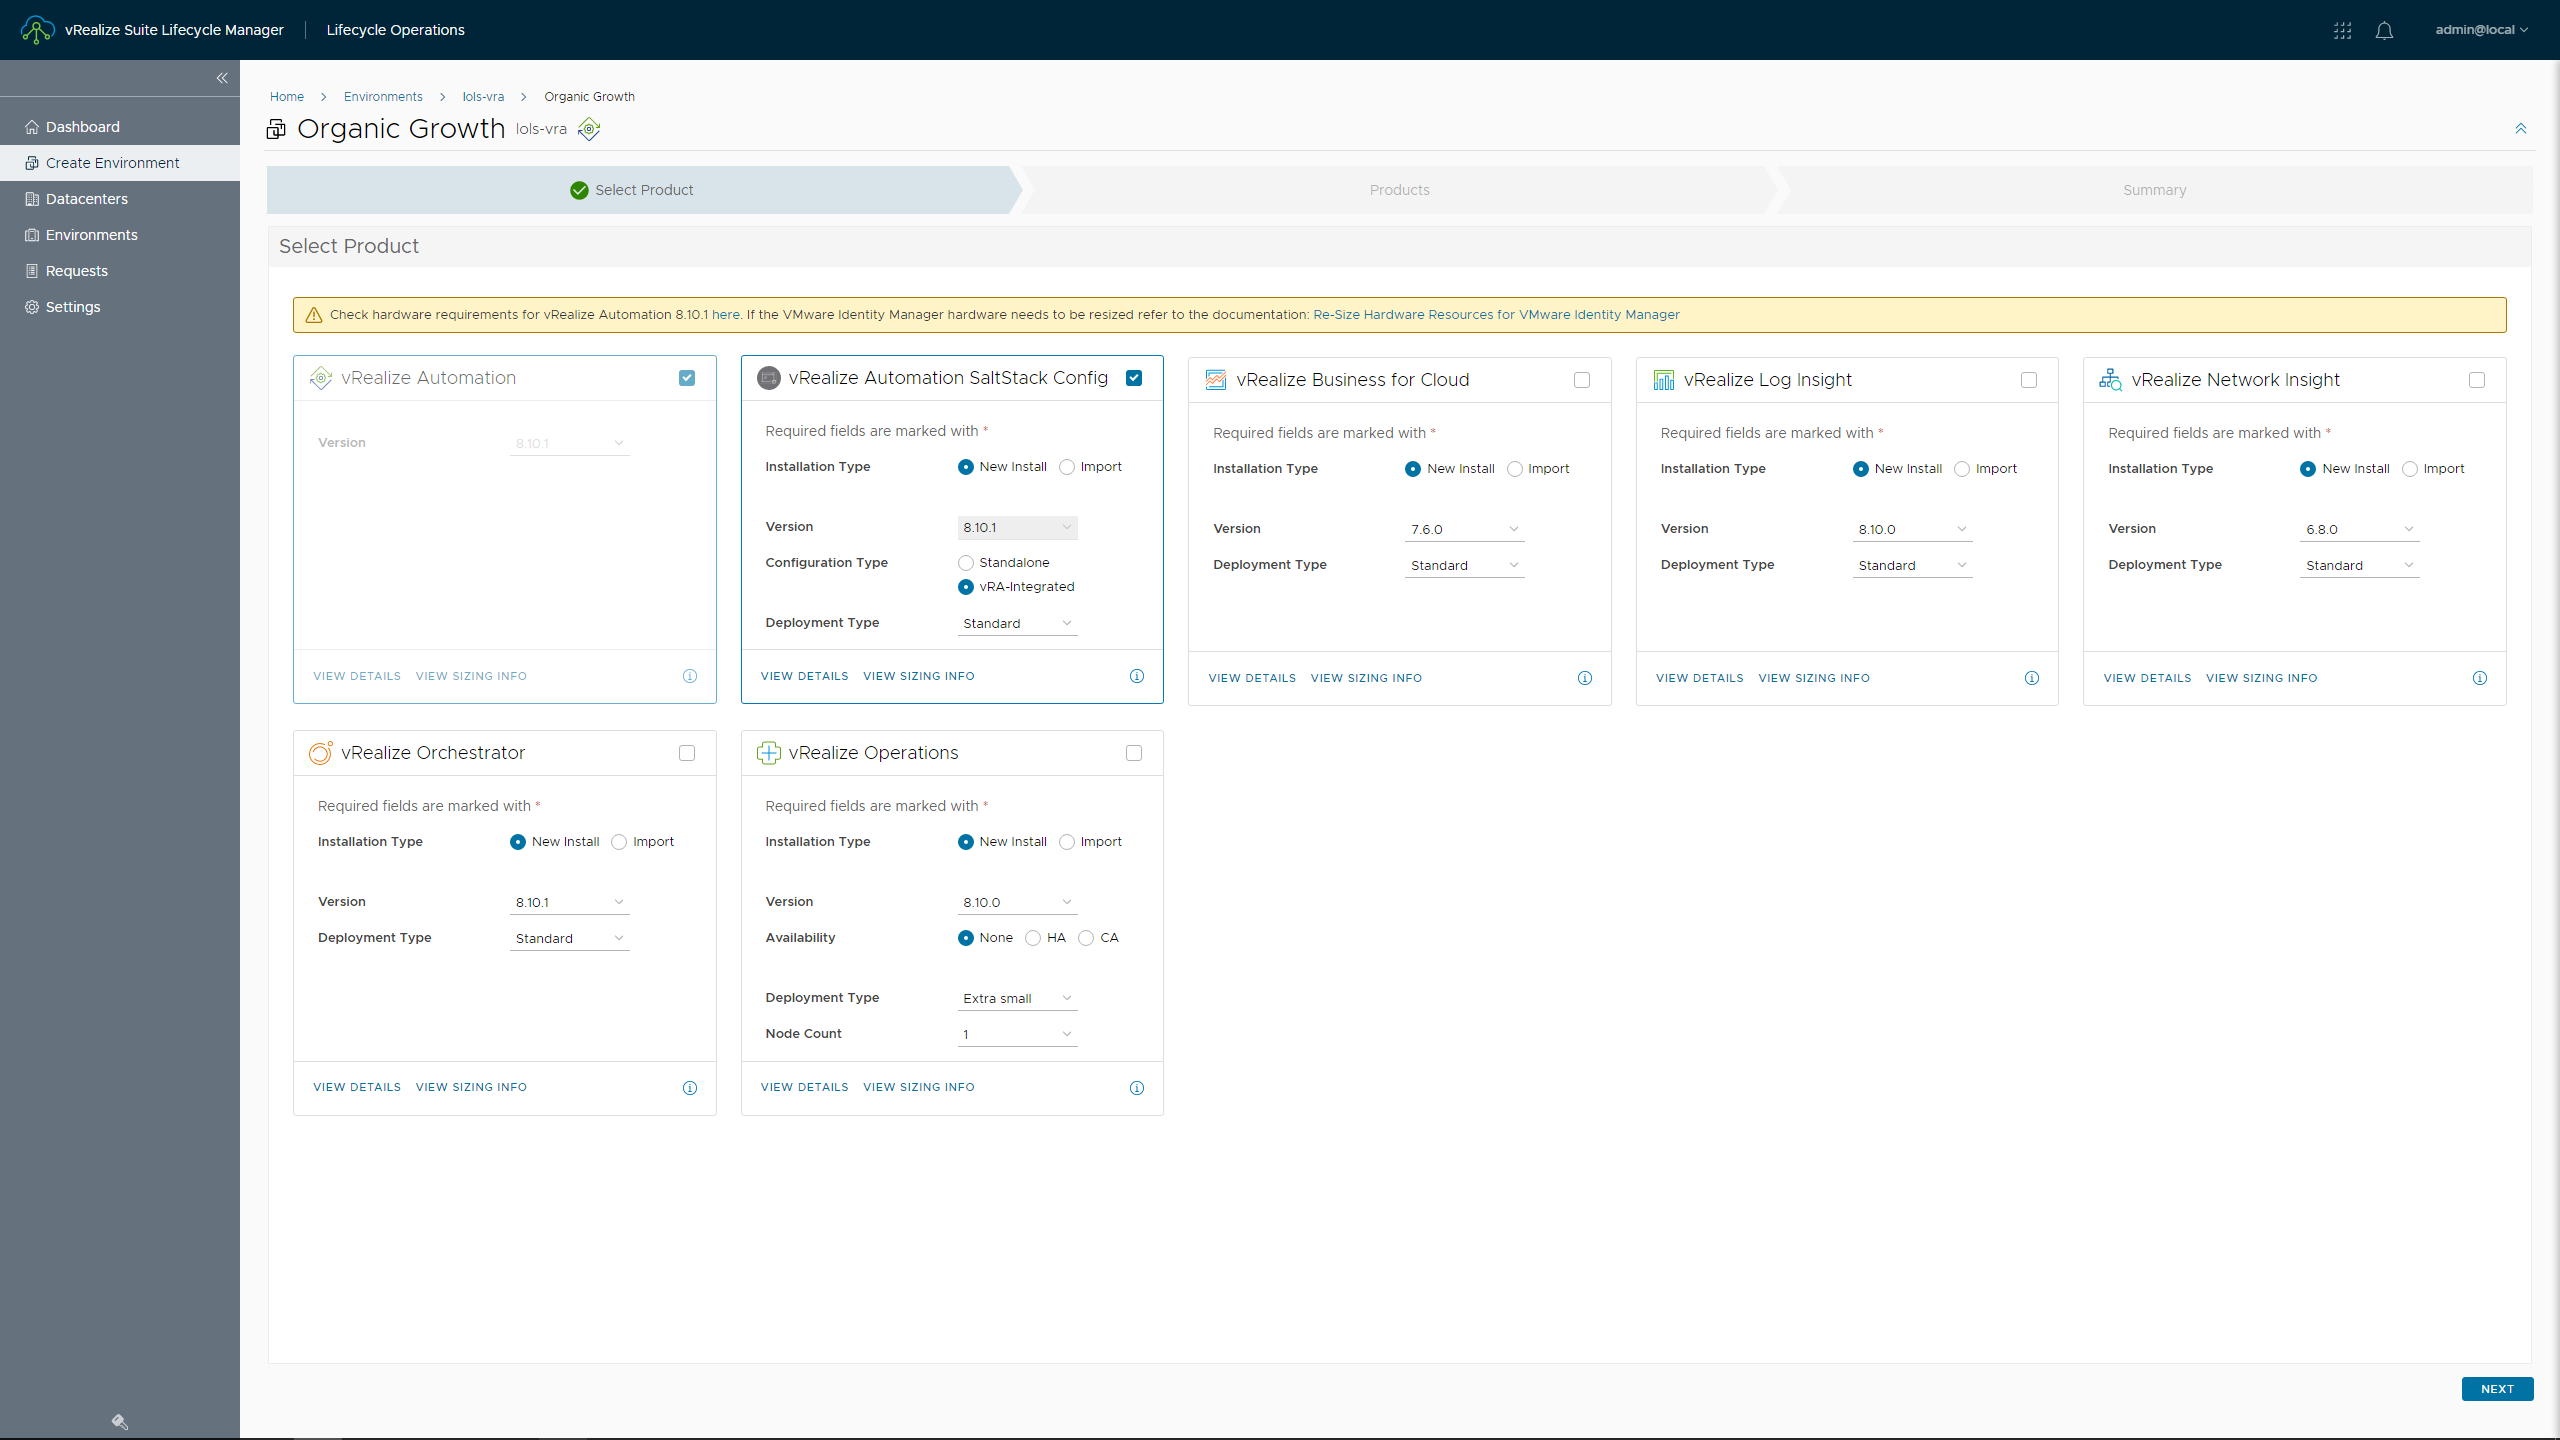 vRealize Suite Lifecycle Manager
Lifecycle Operations
admin@local
Dashboard
Create Environment
Datacenters
Environments
Requests
Settings
Home > Environments > lols-vra > Organic Growth
Organic Growth lols-vra
Select Product
Products
Summary
Select Product
Check hardware requirements for vRealize Automation 8.10.1 here. If the VMware Identity Manager hardware needs to be resized refer to the documentation: Re-Size Hardware Resources for VMware Identity Manager
vRealize Automation
Version 8.10.1
VIEW DETAILS VIEW SIZING INFO
vRealize Automation SaltStack Config
Required fields are marked with *
Installation Type New Install Import
Version 8.10.1
Configuration Type Standalone
vRA-Integrated
Deployment Type Standard
VIEW DETAILS VIEW SIZING INFO
vRealize Business for Cloud
Required fields are marked with *
Installation Type New Install Import
Version 7.6.0
Deployment Type Standard
VIEW DETAILS VIEW SIZING INFO
vRealize Log Insight
Required fields are marked with *
Installation Type New Install Import
Version 8.10.0
Deployment Type Standard
VIEW DETAILS VIEW SIZING INFO
vRealize Network Insight
Required fields are marked with *
Installation Type New Install Import
Version 6.8.0
Deployment Type Standard
VIEW DETAILS VIEW SIZING INFO
vRealize Orchestrator
Required fields are marked with *
Installation Type New Install Import
Version 8.10.1
Deployment Type Standard
VIEW DETAILS VIEW SIZING INFO
vRealize Operations
Required fields are marked with *
Installation Type New Install Import
Version 8.10.0
Availability None HA CA
Deployment Type Extra small
Node Count 1
VIEW DETAILS VIEW SIZING INFO
NEXT